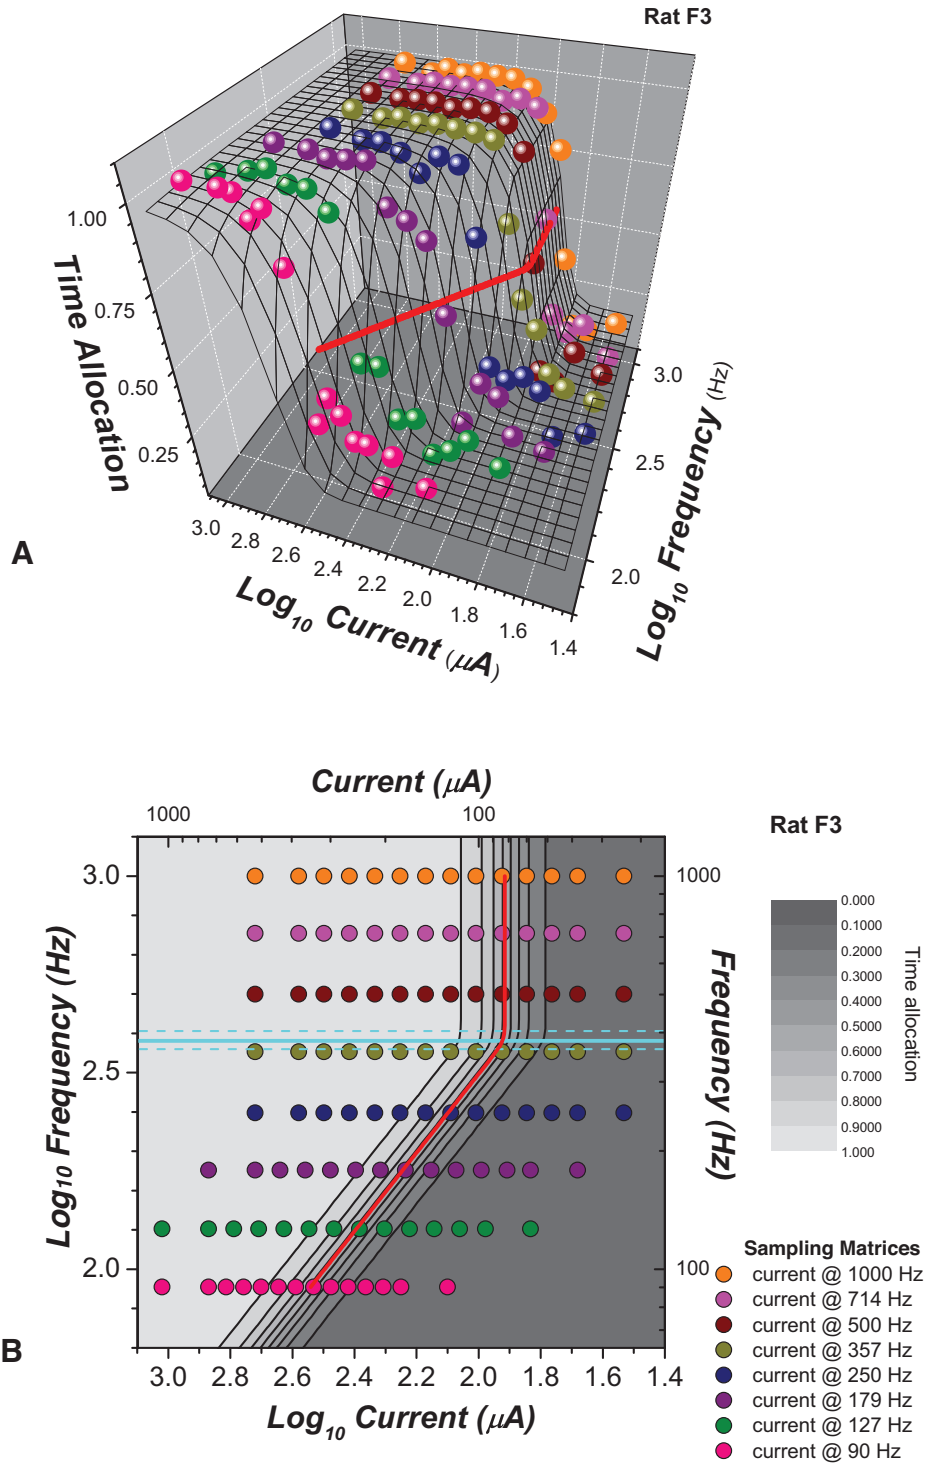 Rat F3
1.00
0.75
0.50
0.25
Time Allocation
3.0
2.8
2.6
2.4
2.2
2.0
1.8
1.6
1.4
Log10 Current (μA)
3.0
2.5
2.0
Log10 Frequency (Hz)
A
Current (μA)
1000 100
Rat F3
3.0
2.5
2.0
Log10 Frequency (Hz)
1000
100
Frequency (Hz)
0.000
0.1000
0.2000
0.3000
0.4000
0.5000
0.6000
0.7000
0.8000
0.9000
1.000
Time allocation
B
3.0 2.8 2.6 2.4 2.2 2.0 1.8 1.6 1.4
Log10 Current (μA)
Sampling Matrices
current @ 1000 Hz
current @ 714 Hz
current @ 500 Hz
current @ 357 Hz
current @ 250 Hz
current @ 179 Hz
current @ 127 Hz
current @ 90 Hz